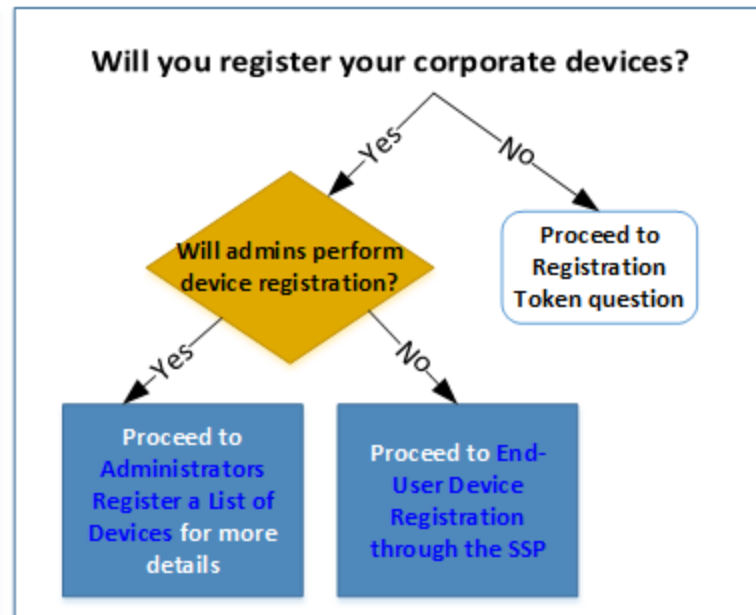 Will you register your corporate devices?
Yes
No
Will admins perform
device registration?
Proceed to
Registration
Token question
Yes
No
Proceed to
Administrators
Register a List of
Devices for more
details
Proceed to End-
User Device
Registration
through the SSP